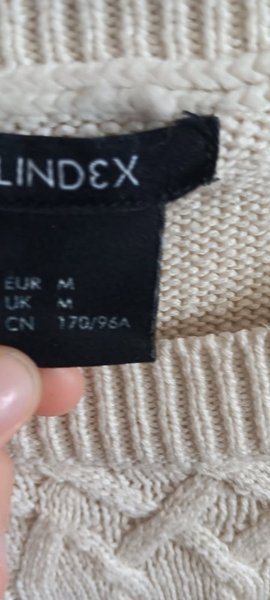 LINDEX
EUR M
UK M
CN 170/96A